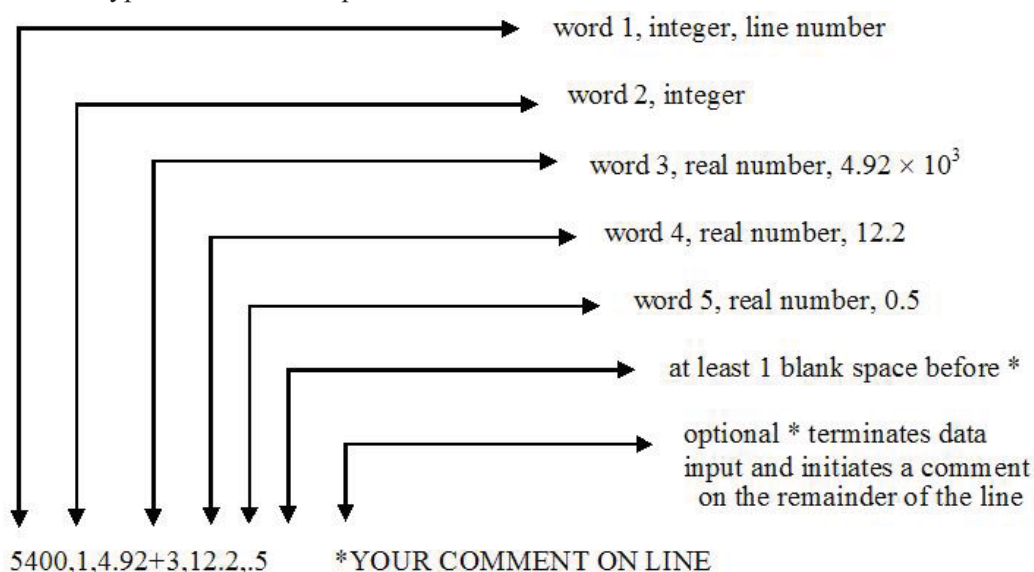 word 1, integer, line number
word 2, integer
word 3, real number, 4.92 × 10³
word 4, real number, 12.2
word 5, real number, 0.5
at least 1 blank space before *
optional * terminates data
input and initiates a comment
on the remainder of the line
5400,1,4.92+3,12.2,.5 *YOUR COMMENT ON LINE